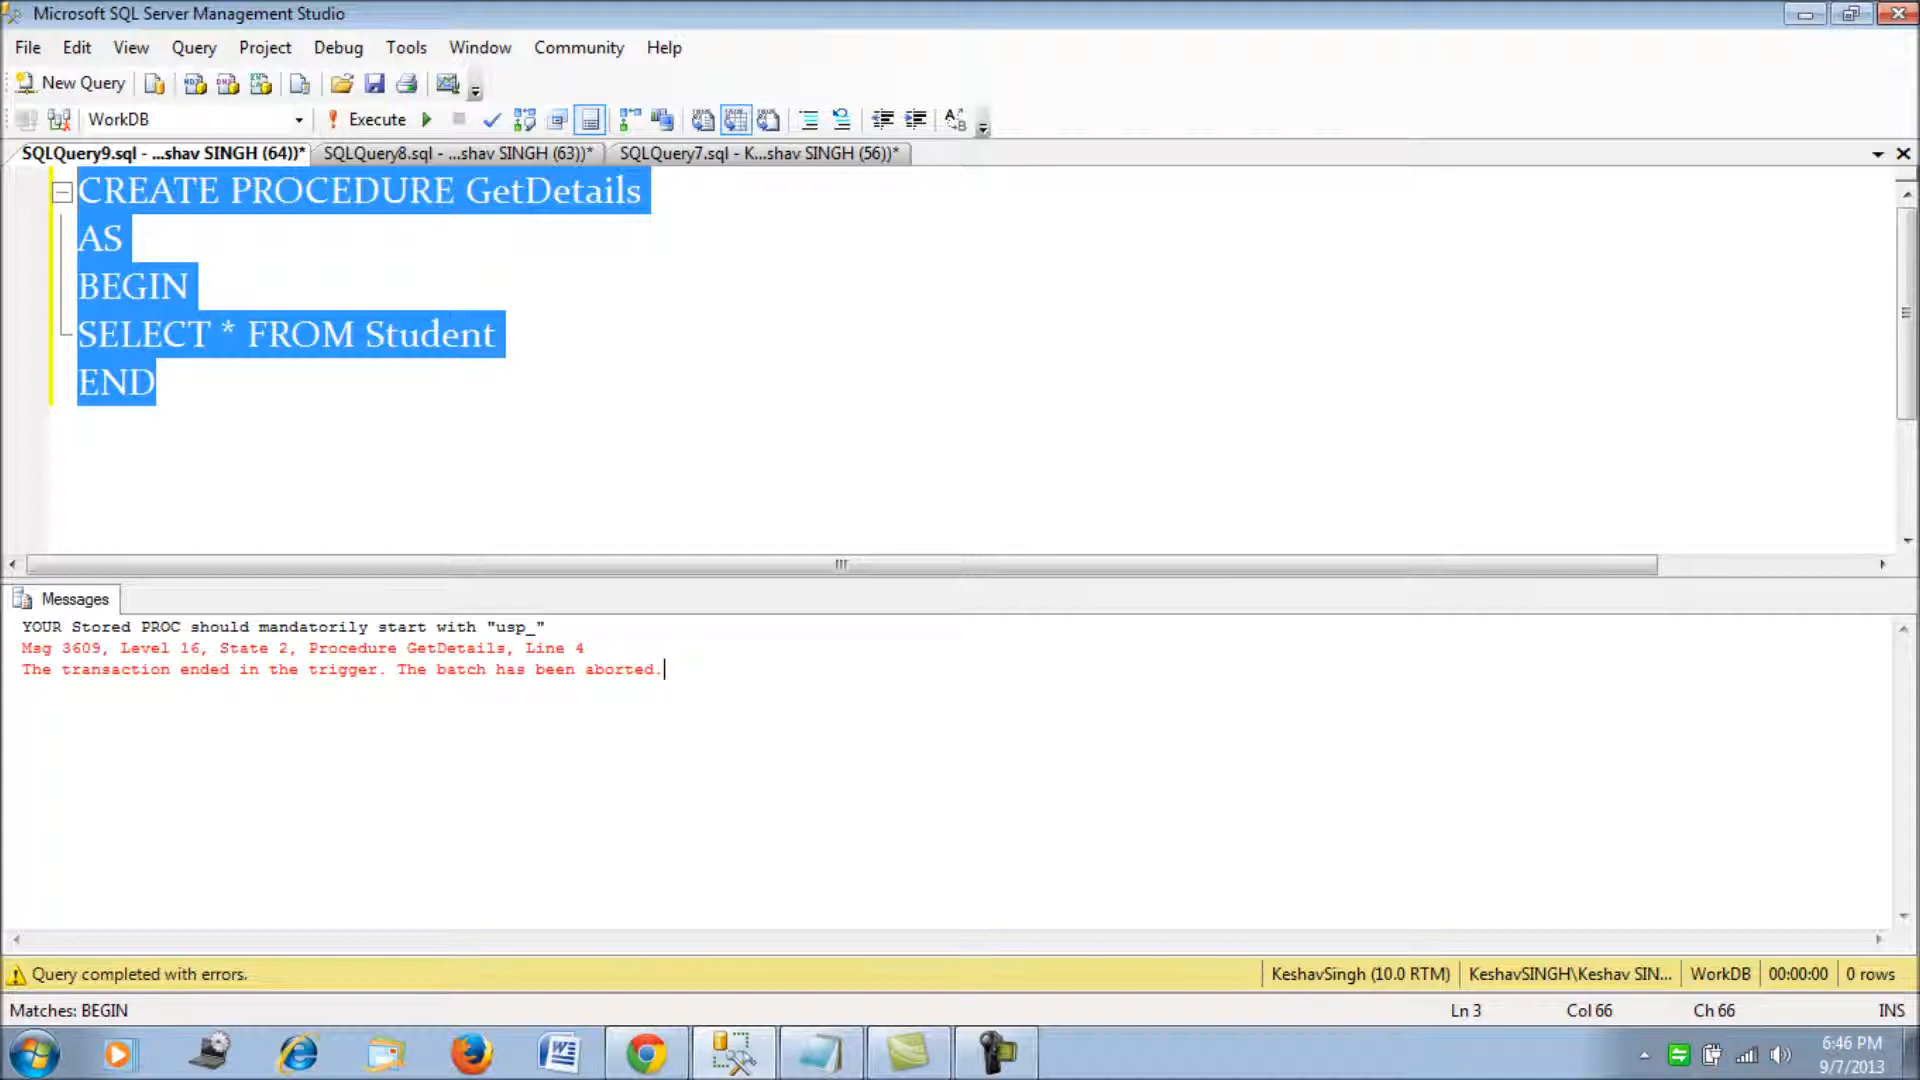 Microsoft SQL Server Management Studio
File Edit View Query Project Debug Tools Window Community Help
New Query
WorkDB Execute
SQLQuery9.sql - ...shav SINGH (64))* SQLQuery8.sql - ...shav SINGH (63))* SQLQuery7.sql - K...shav SINGH (56))*
CREATE PROCEDURE GetDetails
AS
BEGIN
SELECT * FROM Student
END
Messages
YOUR Stored PROC should mandatorily start with "usp_"
Msg 3609, Level 16, State 2, Procedure GetDetails, Line 4
The transaction ended in the trigger. The batch has been aborted.
Query completed with errors. KeshavSingh (10.0 RTM) KeshavSINGH\Keshav SIN... WorkDB 00:00:00 0 rows
Matches: BEGIN Ln 3 Col 66 Ch 66 INS
6:46 PM
9/7/2013